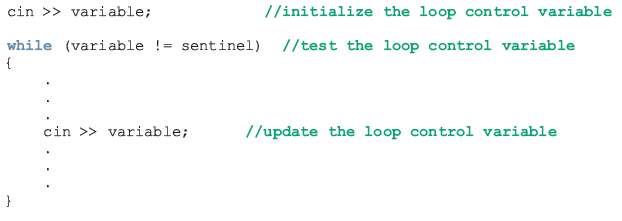 cin >> variable; //initialize the loop control variable
while (variable != sentinel) //test the loop control variable
{
.
.
.
cin >> variable; //update the loop control variable
.
.
.
}